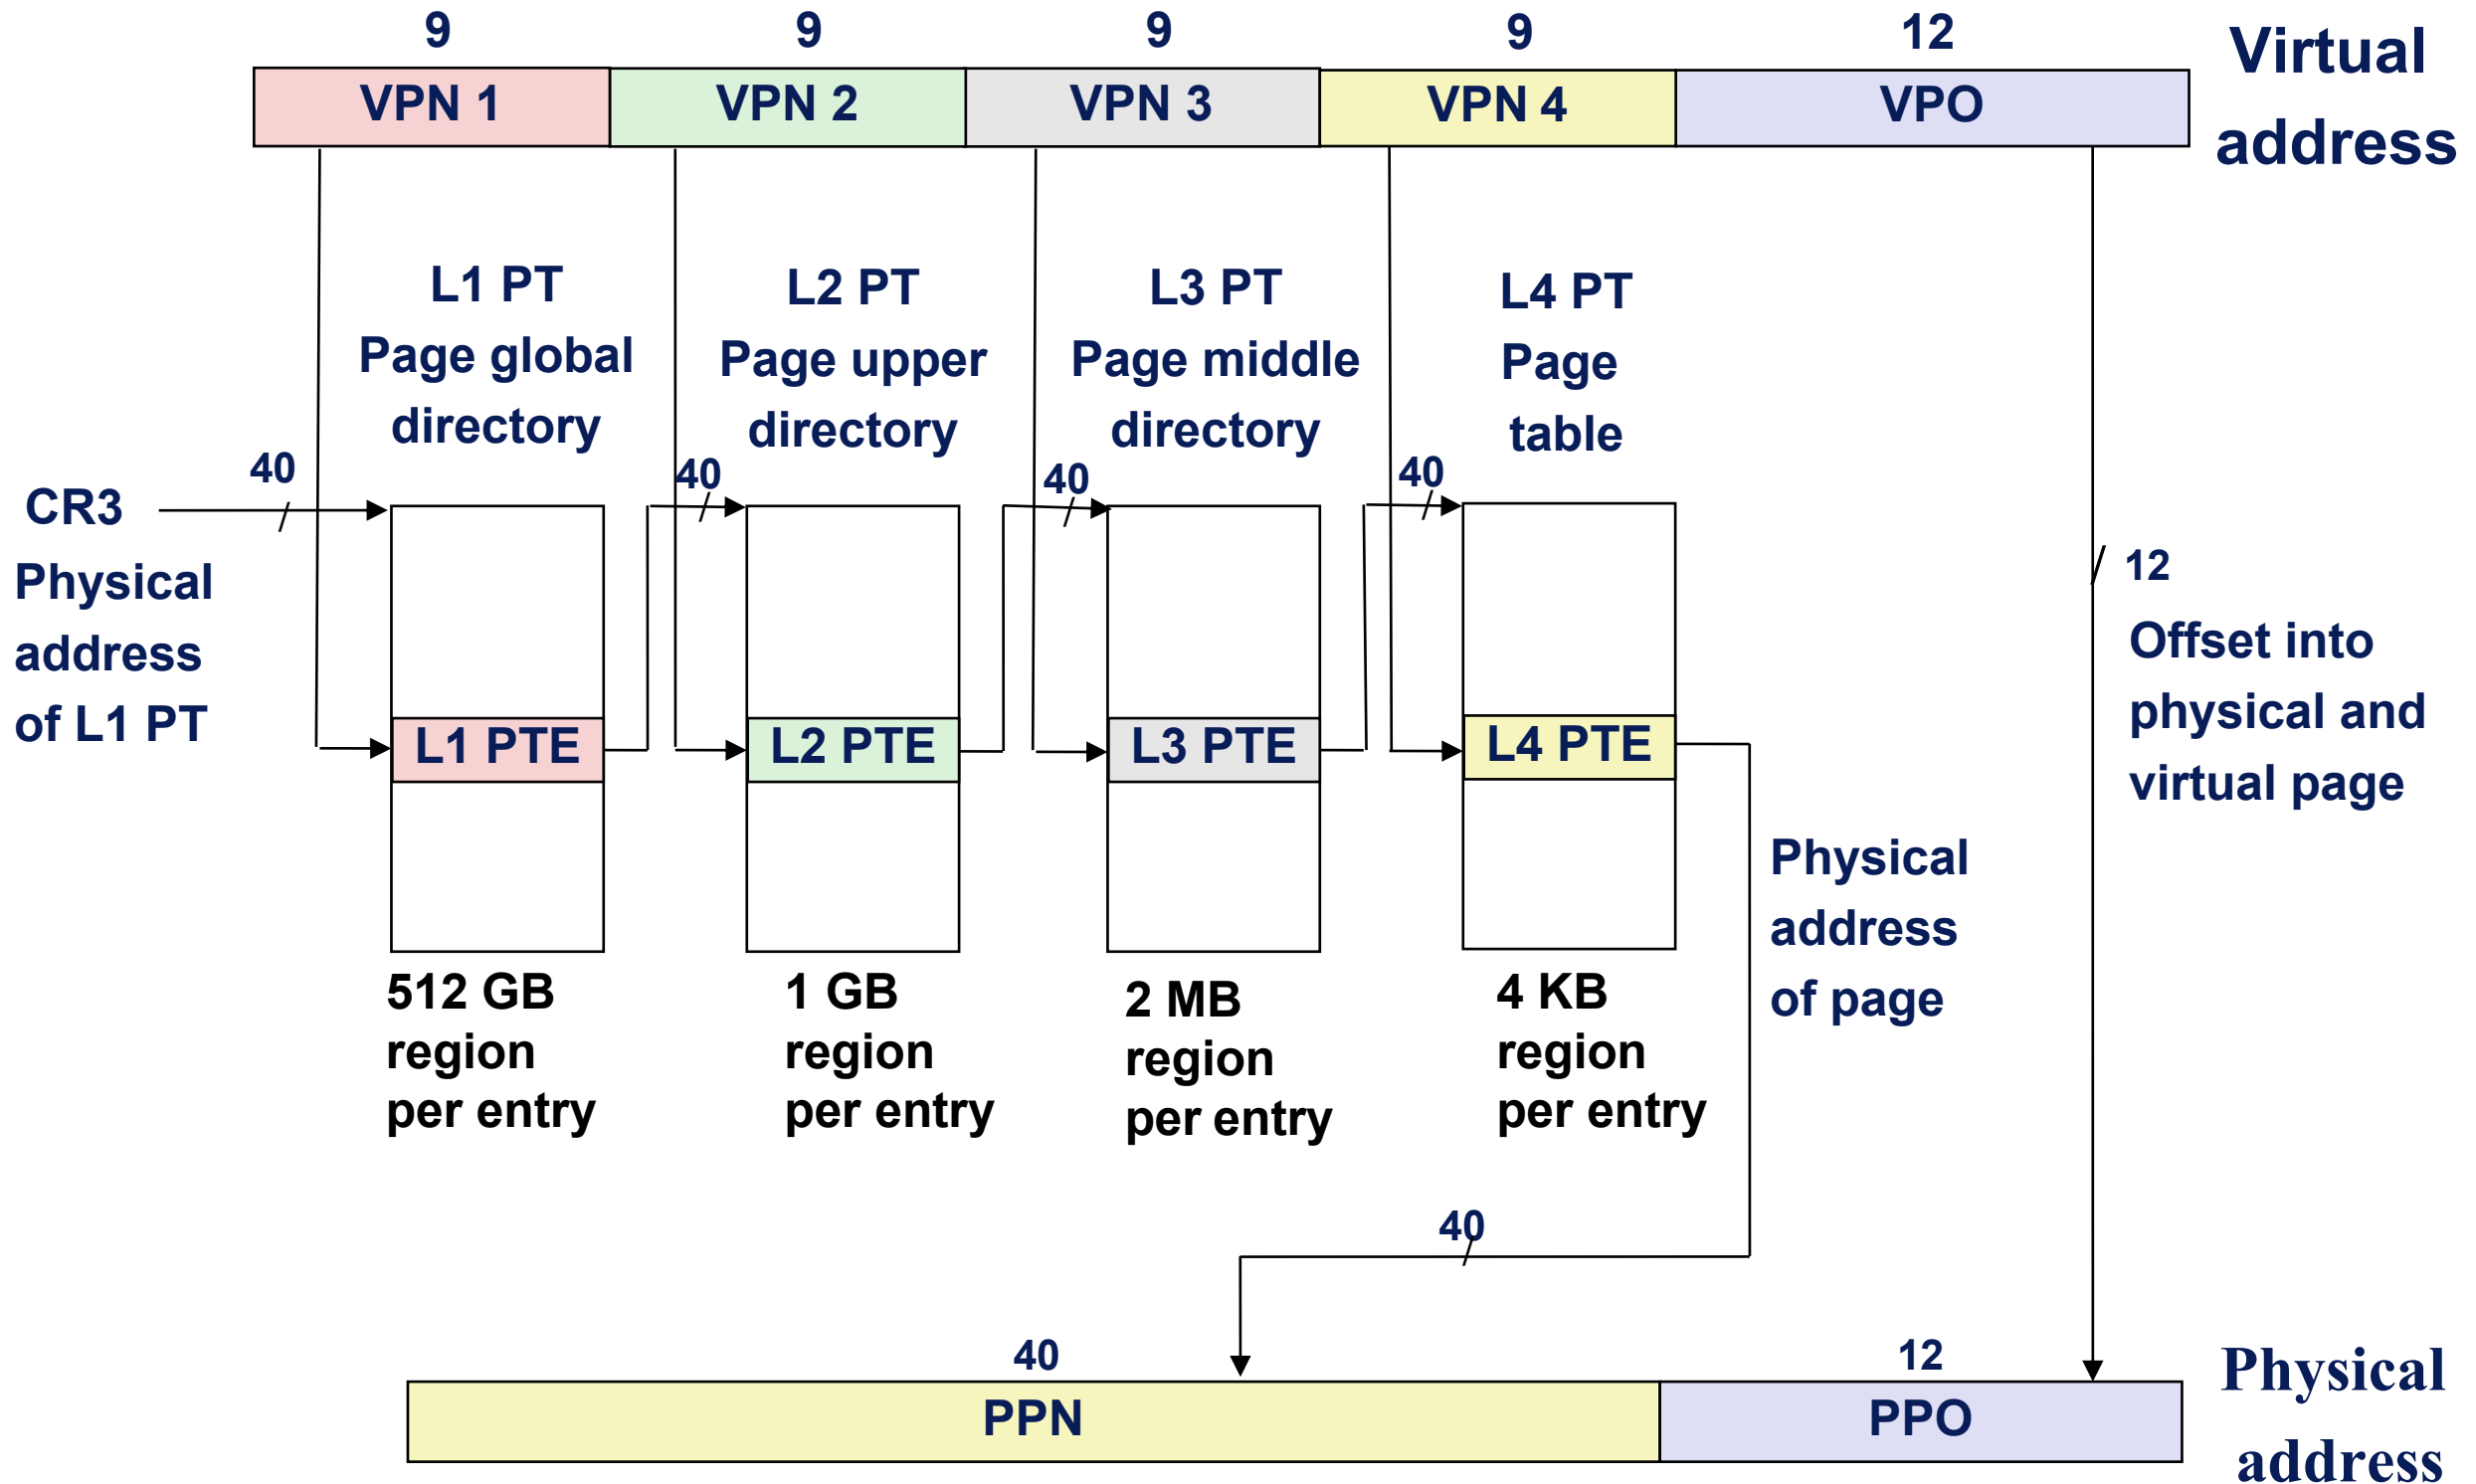 9
9
9
9
12
VPN 1
VPN 2
VPN 3
VPN 4
VPO
Virtual
address
L1 PT
Page global
directory
L2 PT
Page upper
directory
L3 PT
Page middle
directory
L4 PT
Page
table
40
40
40
40
CR3
Physical
address
of L1 PT
L1 PTE
L2 PTE
L3 PTE
L4 PTE
12
Offset into
physical and
virtual page
Physical
address
of page
512 GB
region
per entry
1 GB
region
per entry
2 MB
region
per entry
4 KB
region
per entry
40
40
12
PPN
PPO
Physical
address